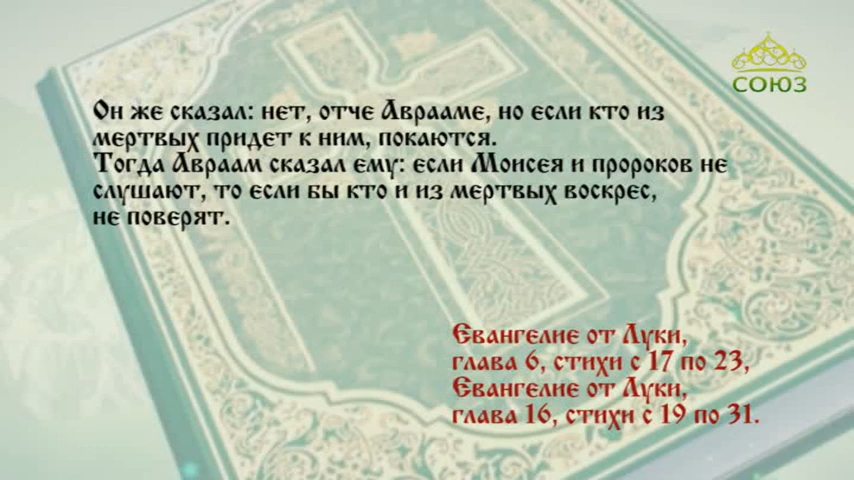 СОЮЗ
Он же сказал: нет, отче Аврааме, но если кто из
мертвых придет к ним, покаются.
Тогда Авраам сказал ему: если Моисея и пророков не
слушают, то если бы кто и из мертвых воскрес,
не поверят.
Евангелие от Луки,
глава 6, стихи с 17 по 23,
Евангелие от Луки,
глава 16, стихи с 19 по 31.